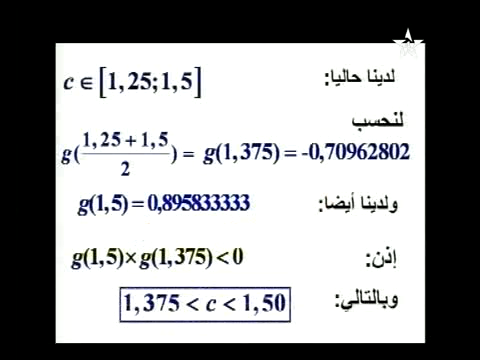 لدينا حاليا: c ∈ [1,25;1,5]
لنحسب
g((1,25+1,5)/2) = g(1,375) = -0,70962802
ولدينا أيضا: g(1,5) = 0,895833333
إذن: g(1,5)×g(1,375) < 0
وبالتالي: 1,375 < c < 1,50